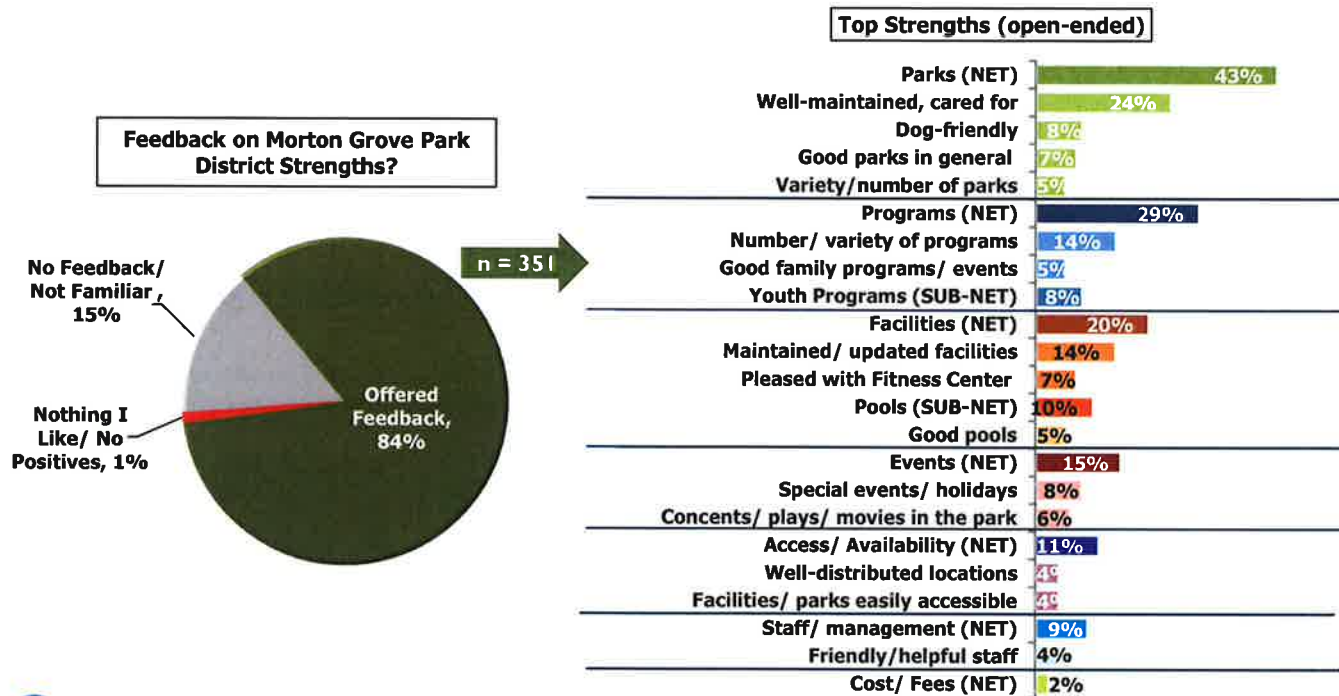 Top Strengths (open-ended)
Feedback on Morton Grove Park
District Strengths?
No Feedback/
Not Familiar ,
15%
Nothing I
Like/ No
Positives, 1%
Offered
Feedback,
84%
n = 351
Parks (NET) 43%
Well-maintained, cared for 24%
Dog-friendly 8%
Good parks in general 7%
Variety/number of parks 5%
Programs (NET) 29%
Number/ variety of programs 14%
Good family programs/ events 5%
Youth Programs (SUB-NET) 8%
Facilities (NET) 20%
Maintained/ updated facilities 14%
Pleased with Fitness Center 7%
Pools (SUB-NET) 10%
Good pools 5%
Events (NET) 15%
Special events/ holidays 8%
Concents/ plays/ movies in the park 6%
Access/ Availability (NET) 11%
Well-distributed locations 4%
Facilities/ parks easily accessible 4%
Staff/ management (NET) 9%
Friendly/helpful staff 4%
Cost/ Fees (NET) 2%